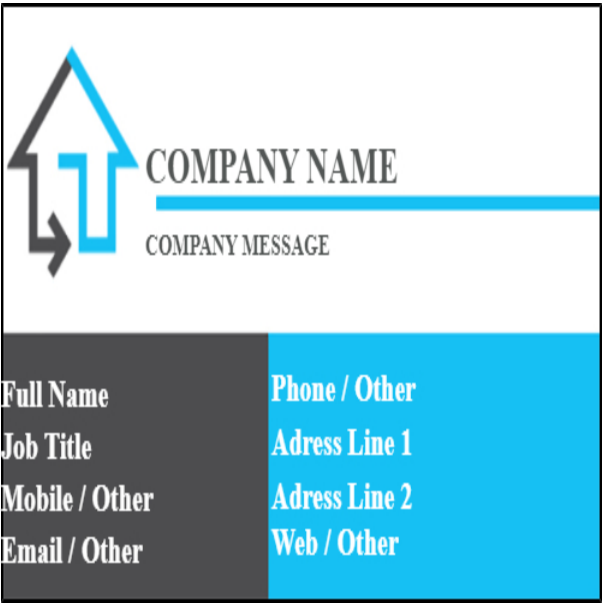 COMPANY NAME
COMPANY MESSAGE
Full Name
Job Title
Mobile / Other
Email / Other
Phone / Other
Adress Line 1
Adress Line 2
Web / Other